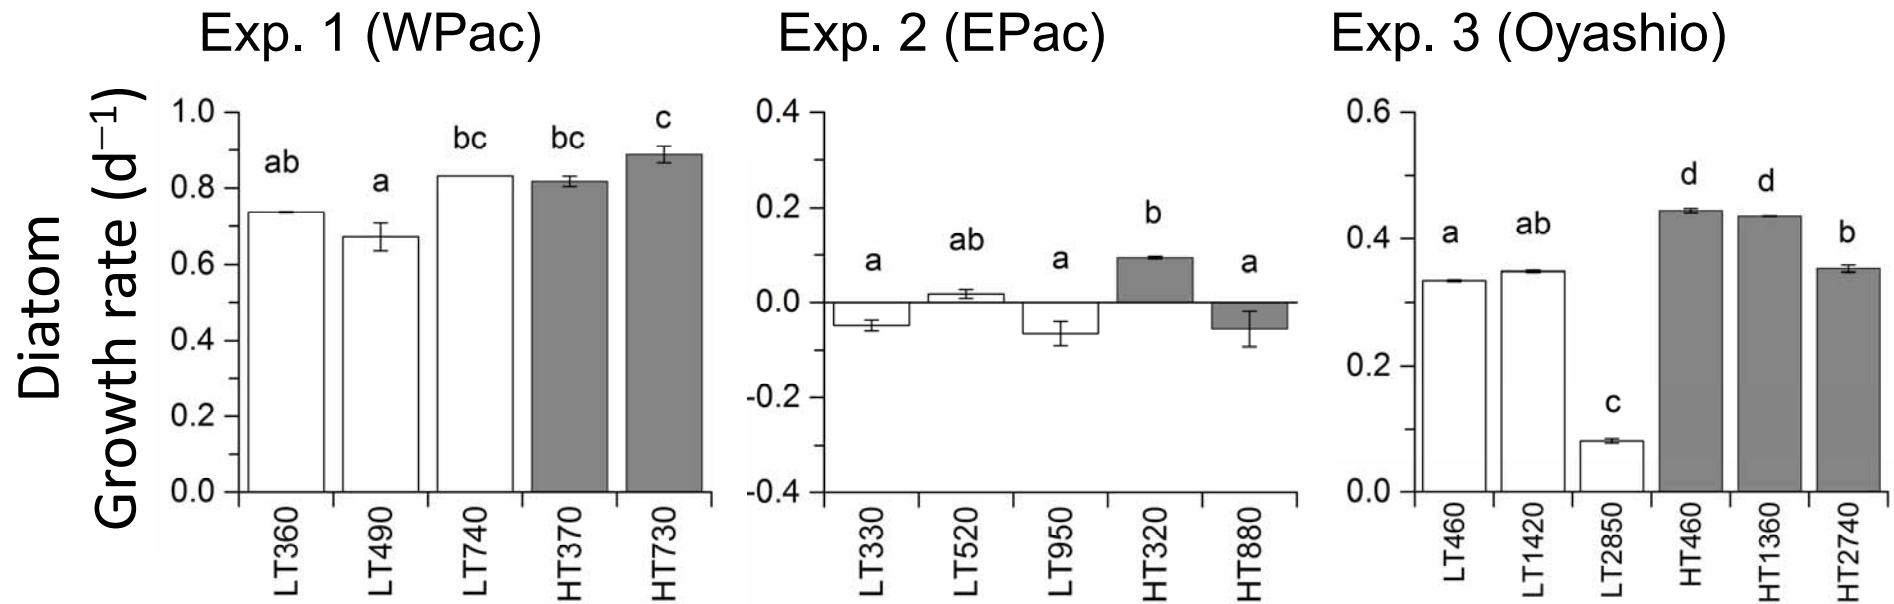 Exp. 1 (WPac)
Exp. 2 (EPac)
Exp. 3 (Oyashio)
Diatom
Growth rate (d⁻¹)
1.0
0.8
0.6
0.4
0.2
0.0
ab
a
bc
bc
c
LT360
LT490
LT740
HT370
HT730
0.4
0.2
0.0
-0.2
-0.4
a
ab
a
b
a
LT330
LT520
LT950
HT320
HT880
0.6
0.4
0.2
0.0
a
ab
c
d
d
b
LT460
LT1420
LT2850
HT460
HT1360
HT2740